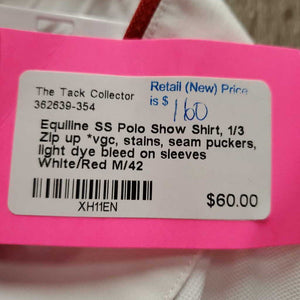 The Tack Collector
362639-354
Retail (New) Price
is $ 160
Equiline SS Polo Show Shirt, 1/3
Zip up *vgc, stains, seam puckers,
light dye bleed on sleeves
White/Red M/42
$60.00
XH11EN